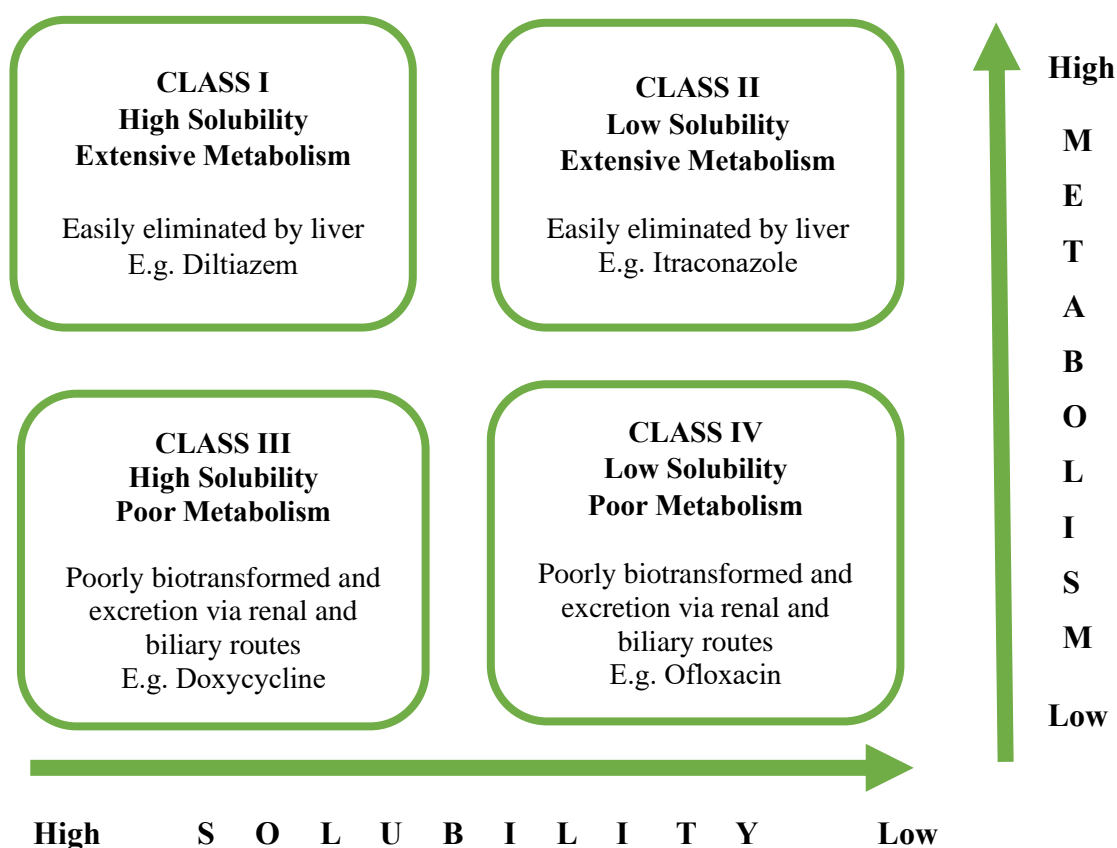 CLASS I
High Solubility
Extensive Metabolism
Easily eliminated by liver
E.g. Diltiazem
CLASS II
Low Solubility
Extensive Metabolism
Easily eliminated by liver
E.g. Itraconazole
CLASS III
High Solubility
Poor Metabolism
Poorly biotransformed and
excretion via renal and
biliary routes
E.g. Doxycycline
CLASS IV
Low Solubility
Poor Metabolism
Poorly biotransformed and
excretion via renal and
biliary routes
E.g. Ofloxacin
High
M
E
T
A
B
O
L
I
S
M
Low
High S O L U B I L I T Y Low